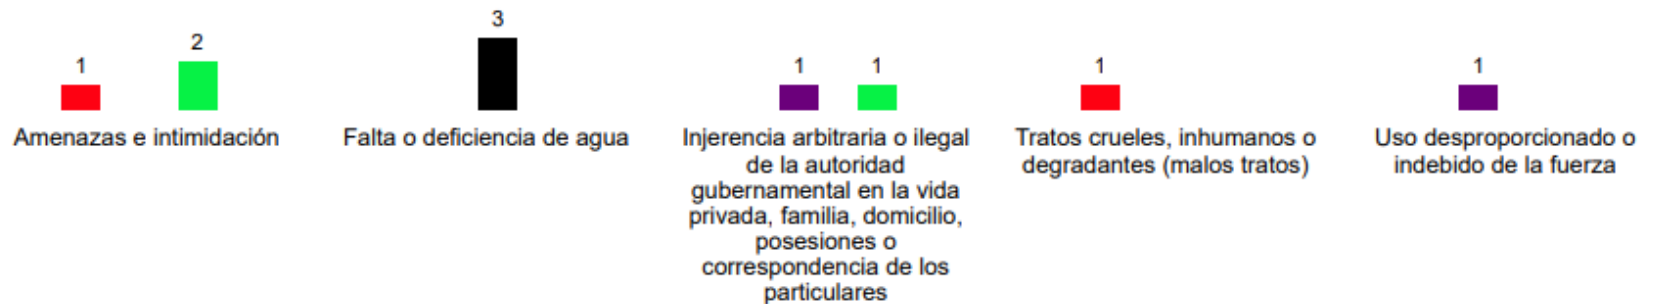 1
2
3
1
1
1
1
Amenazas e intimidación
Falta o deficiencia de agua
Injerencia arbitraria o ilegal
de la autoridad
gubernamental en la vida
privada, familia, domicilio,
posesiones o
correspondencia de los
particulares
Tratos crueles, inhumanos o
degradantes (malos tratos)
Uso desproporcionado o
indebido de la fuerza